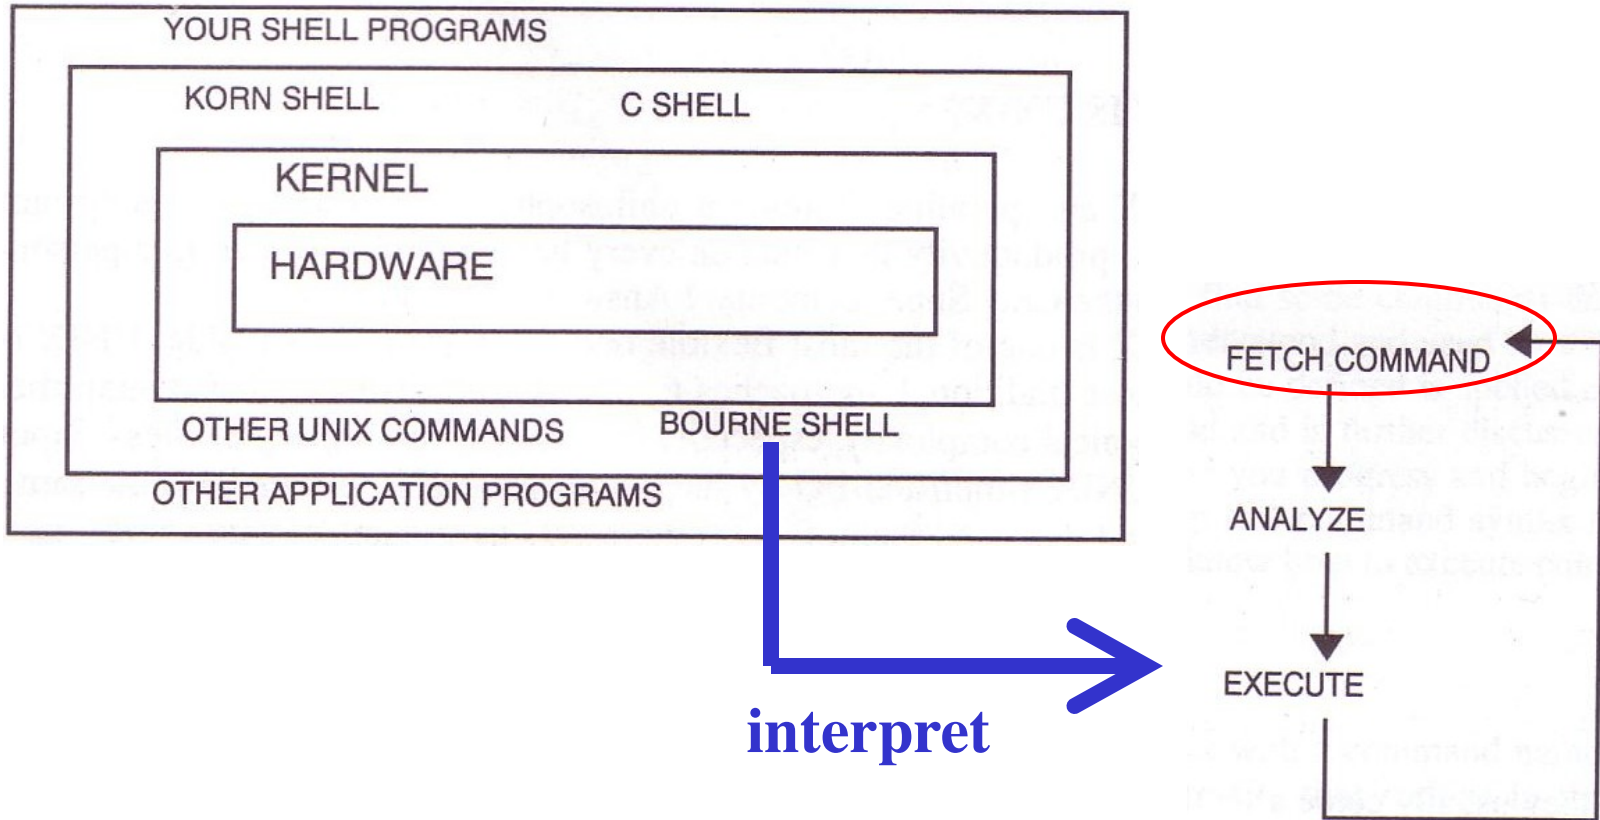 YOUR SHELL PROGRAMS
KORN SHELL C SHELL
KERNEL
HARDWARE
OTHER UNIX COMMANDS BOURNE SHELL
OTHER APPLICATION PROGRAMS
interpret
FETCH COMMAND
ANALYZE
EXECUTE